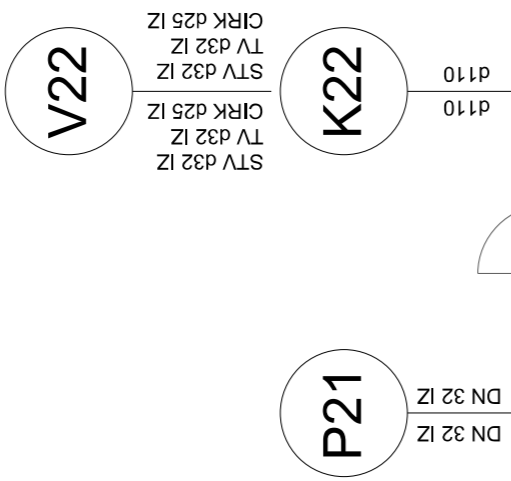 V22
STV d32 IZ
TV d32 IZ
CIRK d25 IZ
STV d32 IZ
TV d32 IZ
CIRK d25 IZ
K22
d110
d110
P21
DN 32 IZ
DN 32 IZ